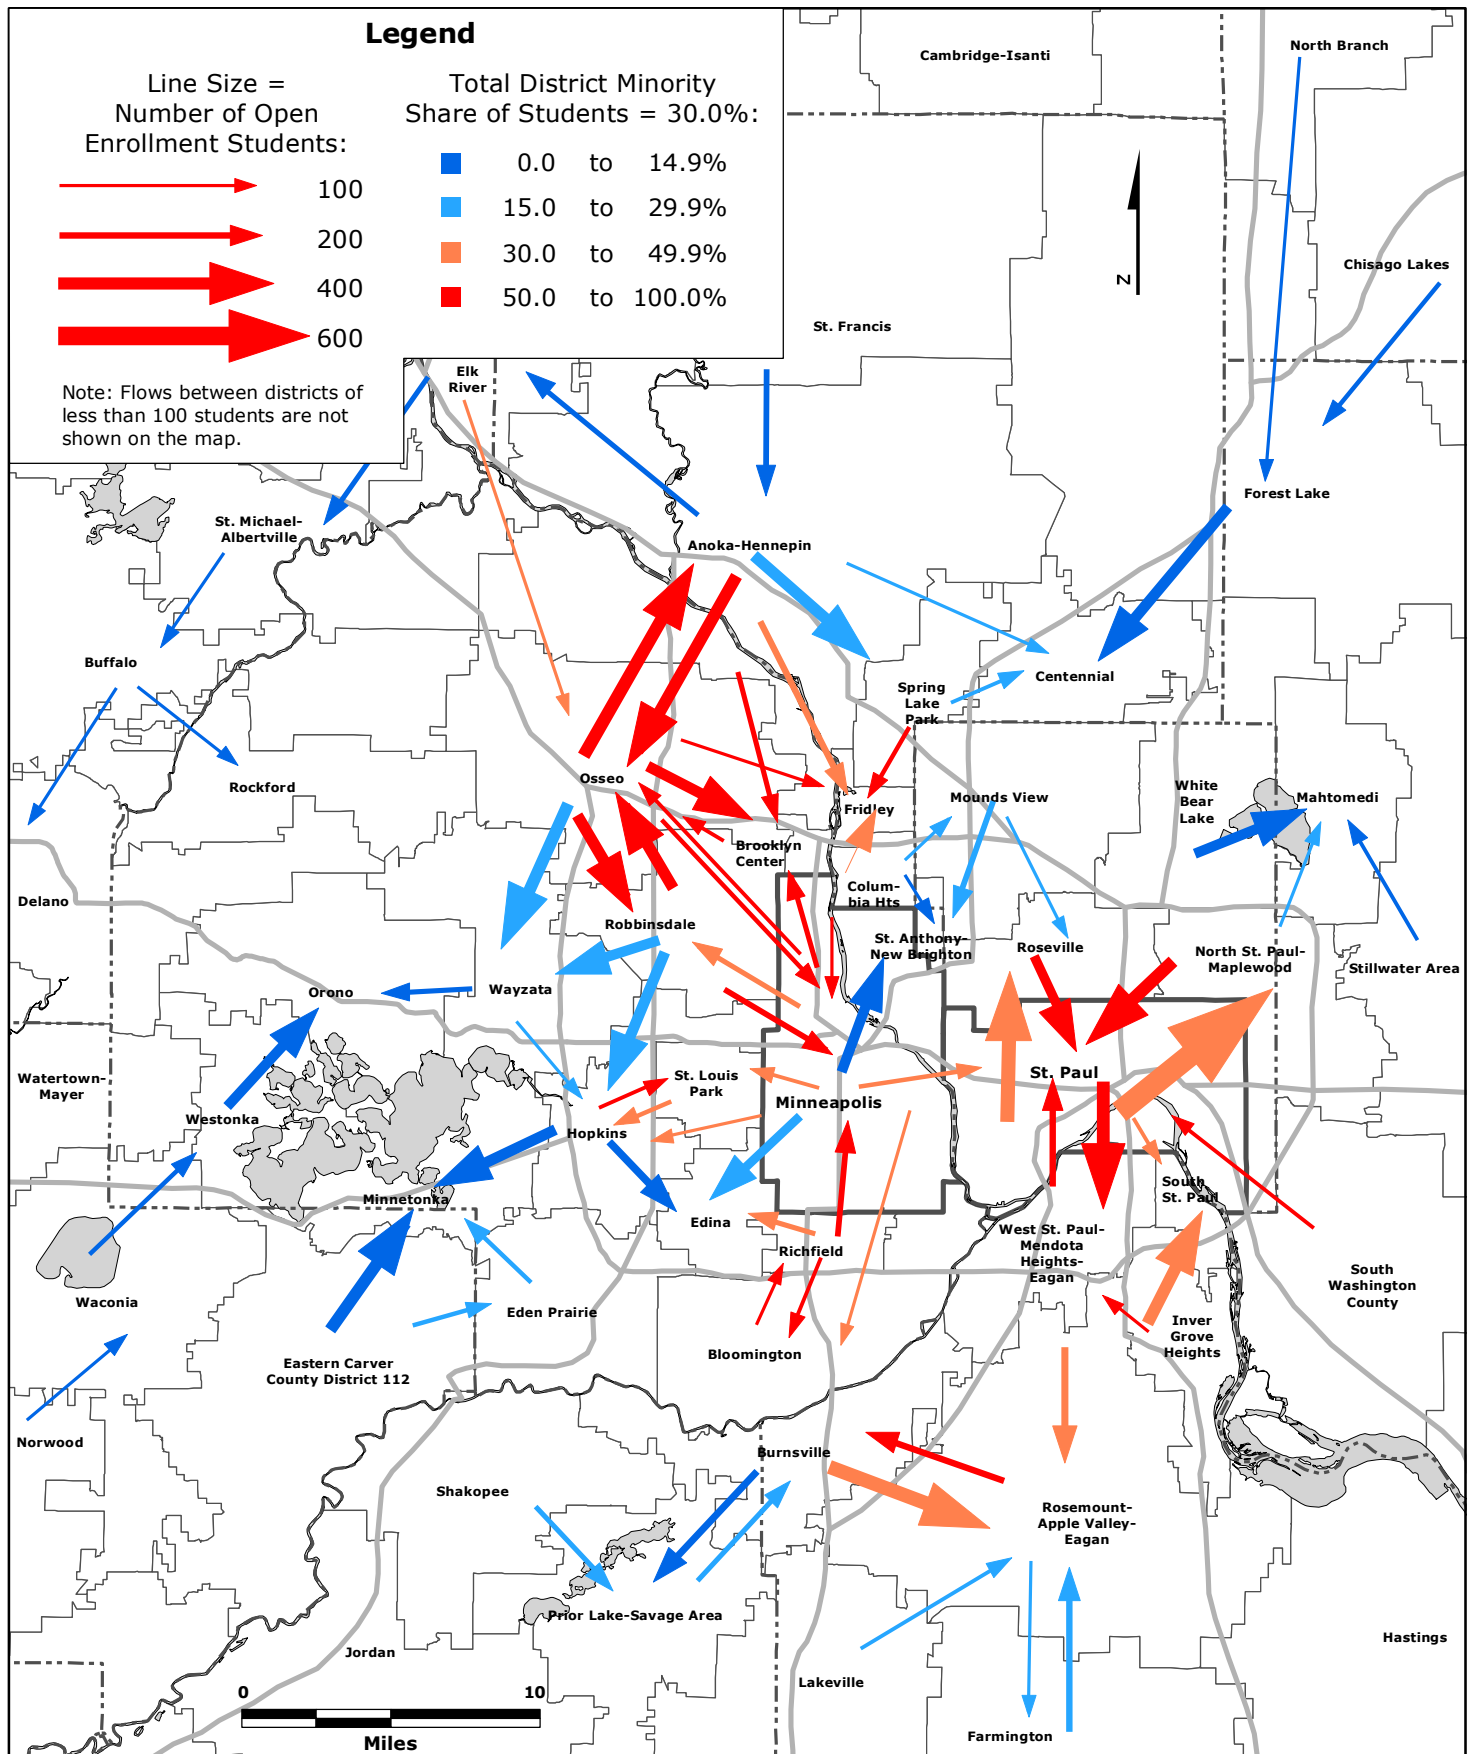 Legend
Line Size =
Number of Open
Enrollment Students:
100
200
400
600
Note: Flows between districts of
less than 100 students are not
shown on the map.
Total District Minority
Share of Students = 30.0%:
0.0 to 14.9%
15.0 to 29.9%
30.0 to 49.9%
50.0 to 100.0%
Cambridge-Isanti
North Branch
Chisago Lakes
Z
St. Francis
Elk
River
Forest Lake
St. Michael-
Albertville
Anoka-Hennepin
Buffalo
Centennial
Spring
Lake
Park
Rockford
Osseo
Fridley
Mounds View
White
Bear
Lake
Mahtomedi
Brooklyn
Center
Colum-
bia Hts
Delano
Robbinsdale
St. Anthony-
New Brighton
Roseville
North St. Paul-
Maplewood
Stillwater Area
Orono
Wayzata
Watertown-
Mayer
St. Louis
Park
St. Paul
Minneapolis
Westonka
Hopkins
Minnetonka
South
St. Paul
Edina
Richfield
West St. Paul-
Mendota
Heights-
Eagan
South
Washington
County
Waconia
Eden Prairie
Inver
Grove
Heights
Eastern Carver
County District 112
Bloomington
Norwood
Burnsville
Shakopee
Rosemount-
Apple Valley-
Eagan
Prior Lake-Savage Area
Jordan
Hastings
Lakeville
Farmington
0 10
Miles